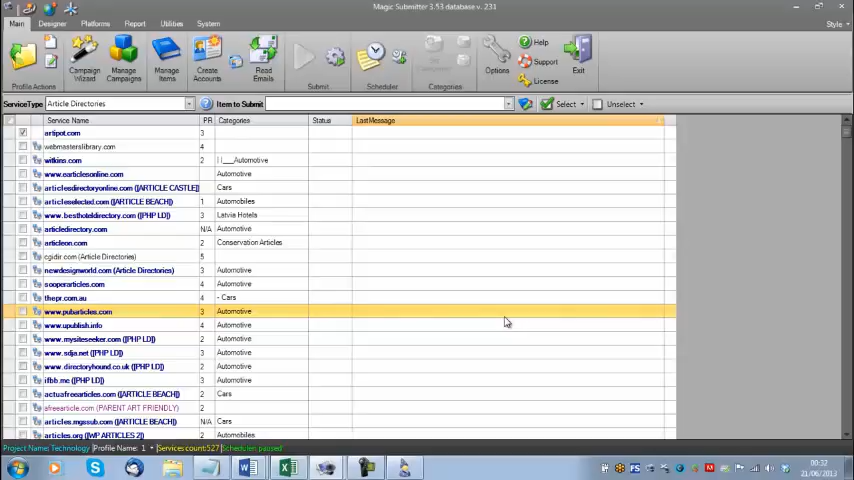 Magic Submitter 3.53 database v. 231
Main Designer Platforms Report Utilities System Style
Profile Actions
Campaign Wizard
Manage Campaigns
Manage Items
Create Accounts
Read Emails
Submit
Scheduler
Categories
Options
Help
Support
License
Exit
ServiceType Article Directories Item to Submit Select Unselect
Service Name PR Categories Status LastMessage
artipot.com 3
webmasterslibrary.com 4
witkins.com 2 | |___Automotive
www.earticlesonline.com Automotive
articlesdirectoryonline.com ([ARTICLE CASTLE]) Cars
articleselected.com ([ARTICLE BEACH]) 1 Automobiles
www.besthoteldirectory.com ([PHP LD]) 3 Latvia Hotels
articledirectory.com N/A Automotive
articleon.com 2 Conservation Articles
cgidir.com (Article Directories) 5
newdesignworld.com (Article Directories) 3 Automotive
sooperarticles.com 4 Automotive
thepr.com.au 4 - Cars
www.pubarticles.com 3 Automotive
www.upublish.info 4 Automotive
www.mysiteseeker.com ([PHP LD]) 2 Automotive
www.sdja.net ([PHP LD]) 2 Automotive
www.directoryhound.co.uk ([PHP LD]) 2 Automotive
ifbb.me ([PHP LD]) 3 Automotive
actuafreearticles.com ([ARTICLE BEACH]) 2 Cars
afreearticle.com (PARENT ART FRIENDLY) 2
articles.mgssub.com ([ARTICLE BEACH]) N/A Cars
articles.org ([WP ARTICLES 2]) 2 Automobiles
Project Name: Technology Profile Name: 1 Services count:527 Scheduler paused
00:32
21/06/2013